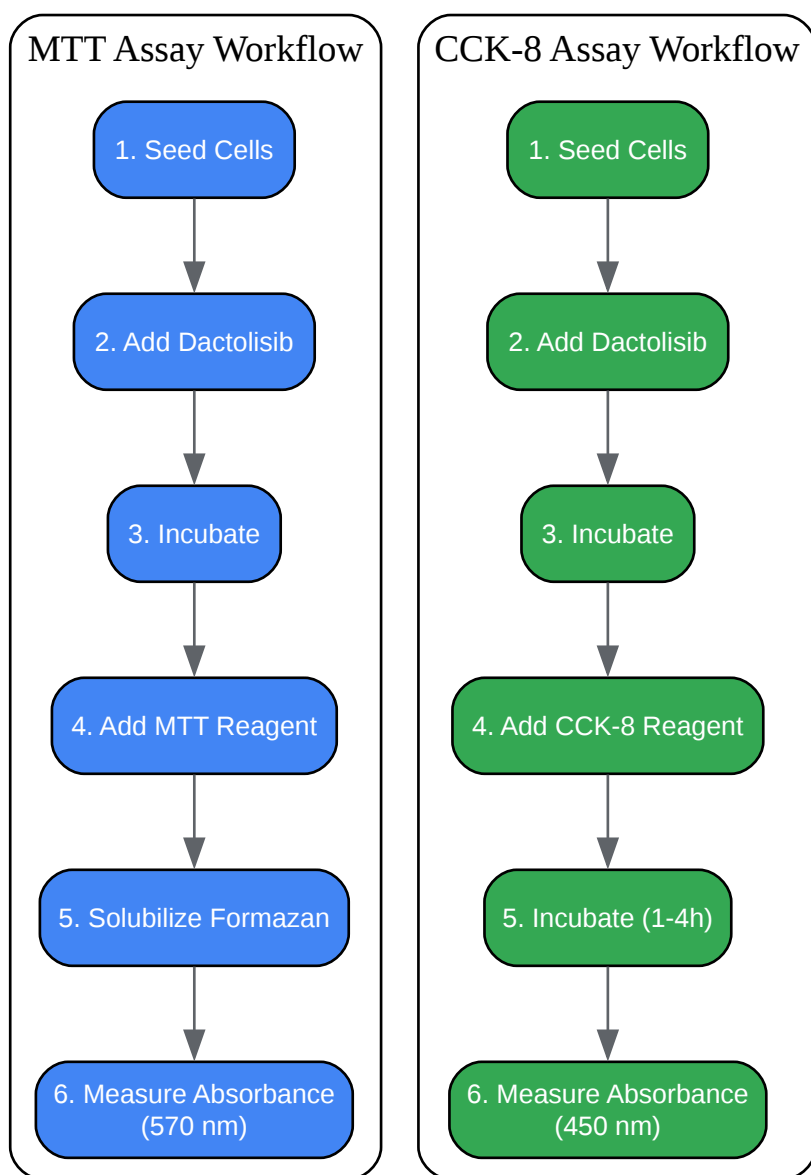 MTT Assay Workflow
1. Seed Cells
2. Add Dactolisib
3. Incubate
4. Add MTT Reagent
5. Solubilize Formazan
6. Measure Absorbance
(570 nm)
CCK-8 Assay Workflow
1. Seed Cells
2. Add Dactolisib
3. Incubate
4. Add CCK-8 Reagent
5. Incubate (1-4h)
6. Measure Absorbance
(450 nm)